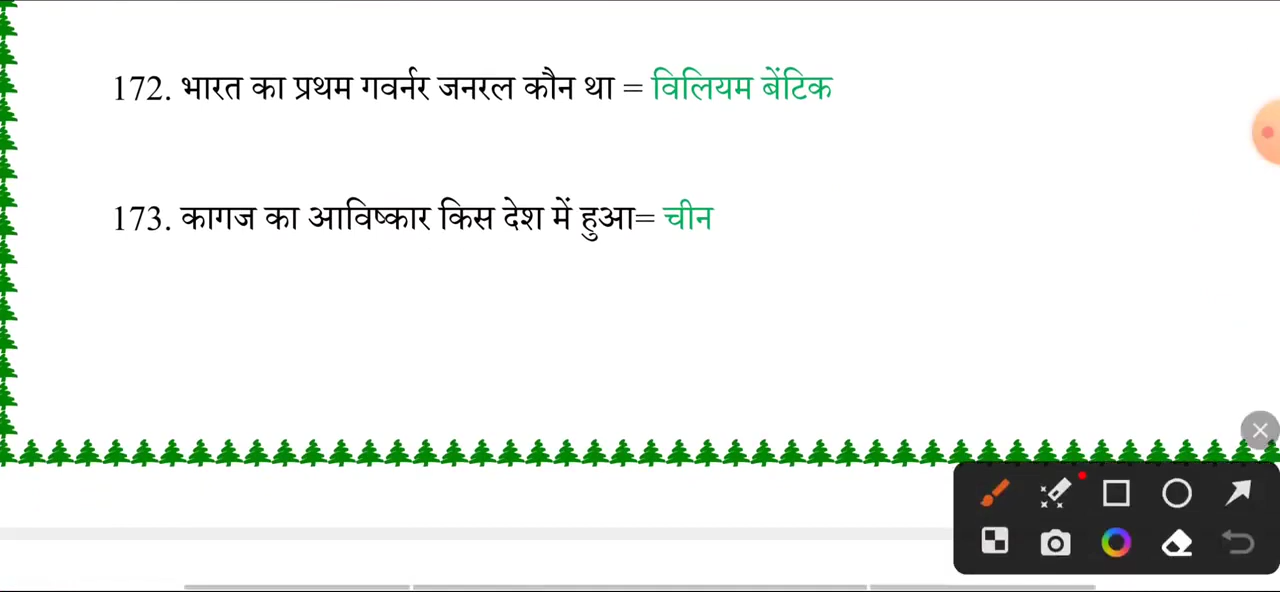 172. भारत का प्रथम गवर्नर जनरल कौन था = विलियम बेंटिक
173. कागज का आविष्कार किस देश में हुआ= चीन